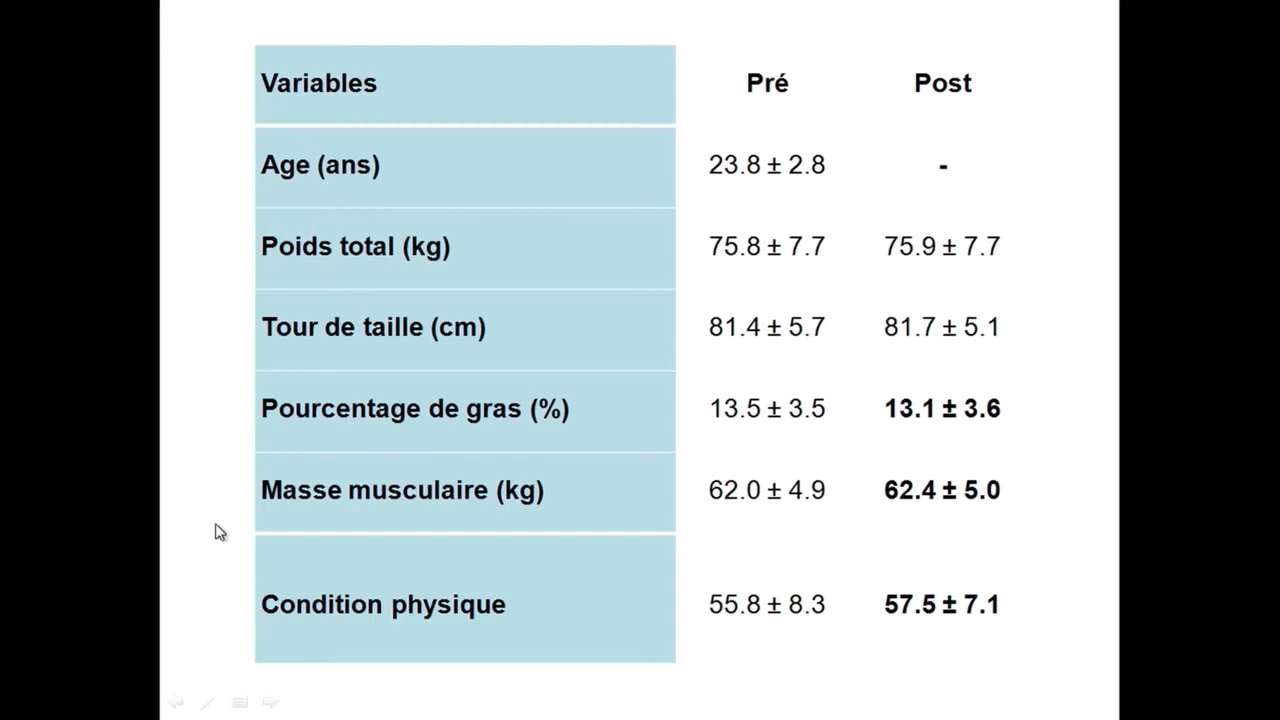 Variables Pré Post
Age (ans) 23.8 ± 2.8 -
Poids total (kg) 75.8 ± 7.7 75.9 ± 7.7
Tour de taille (cm) 81.4 ± 5.7 81.7 ± 5.1
Pourcentage de gras (%) 13.5 ± 3.5 13.1 ± 3.6
Masse musculaire (kg) 62.0 ± 4.9 62.4 ± 5.0
Condition physique 55.8 ± 8.3 57.5 ± 7.1